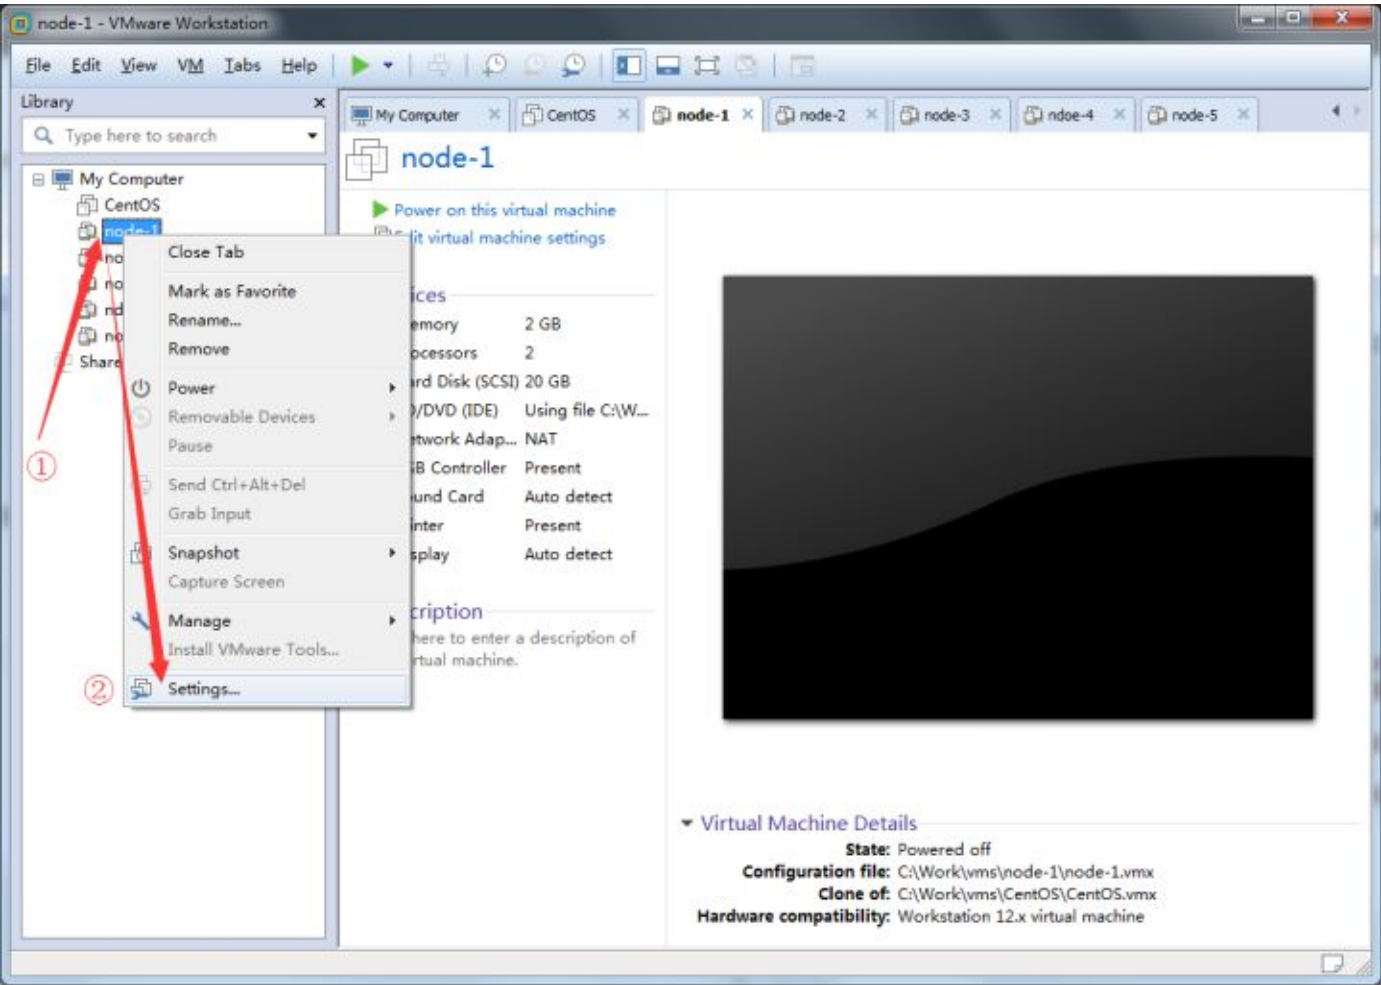 node-1 - VMware Workstation
File Edit View VM Tabs Help
Library x
Type here to search
My Computer
CentOS
node-1
no
no
nd
no
Share
①
②
Close Tab
Mark as Favorite
Rename...
Remove
Power
Removable Devices
Pause
Send Ctrl+Alt+Del
Grab Input
Snapshot
Capture Screen
Manage
Install VMware Tools...
Settings...
My Computer × CentOS × node-1 × node-2 × node-3 × ndoe-4 × node-5 ×
node-1
Power on this virtual machine
it virtual machine settings
ices
emory 2 GB
ocessors 2
rd Disk (SCSI) 20 GB
/DVD (IDE) Using file C:\W...
twork Adap... NAT
B Controller Present
und Card Auto detect
inter Present
splay Auto detect
cription
here to enter a description of
rtual machine.
Virtual Machine Details
State: Powered off
Configuration file: C:\Work\vms\node-1\node-1.vmx
Clone of: C:\Work\vms\CentOS\CentOS.vmx
Hardware compatibility: Workstation 12.x virtual machine